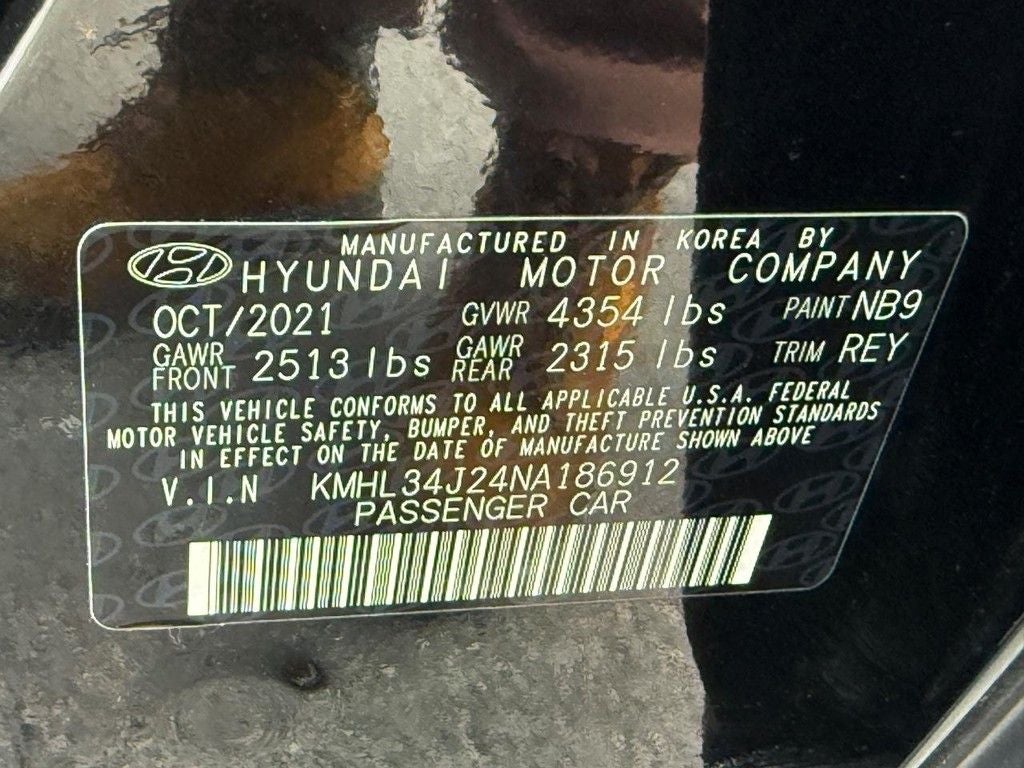 MANUFACTURED IN KOREA BY
HYUNDAI MOTOR COMPANY
OCT/2021 GVWR 4354 lbs PAINT NB9
GAWR FRONT 2513 lbs GAWR REAR 2315 lbs TRIM REY
THIS VEHICLE CONFORMS TO ALL APPLICABLE U.S.A. FEDERAL
MOTOR VEHICLE SAFETY, BUMPER, AND THEFT PREVENTION STANDARDS
IN EFFECT ON THE DATE OF MANUFACTURE SHOWN ABOVE
V.I.N KMHL34J24NA186912
PASSENGER CAR